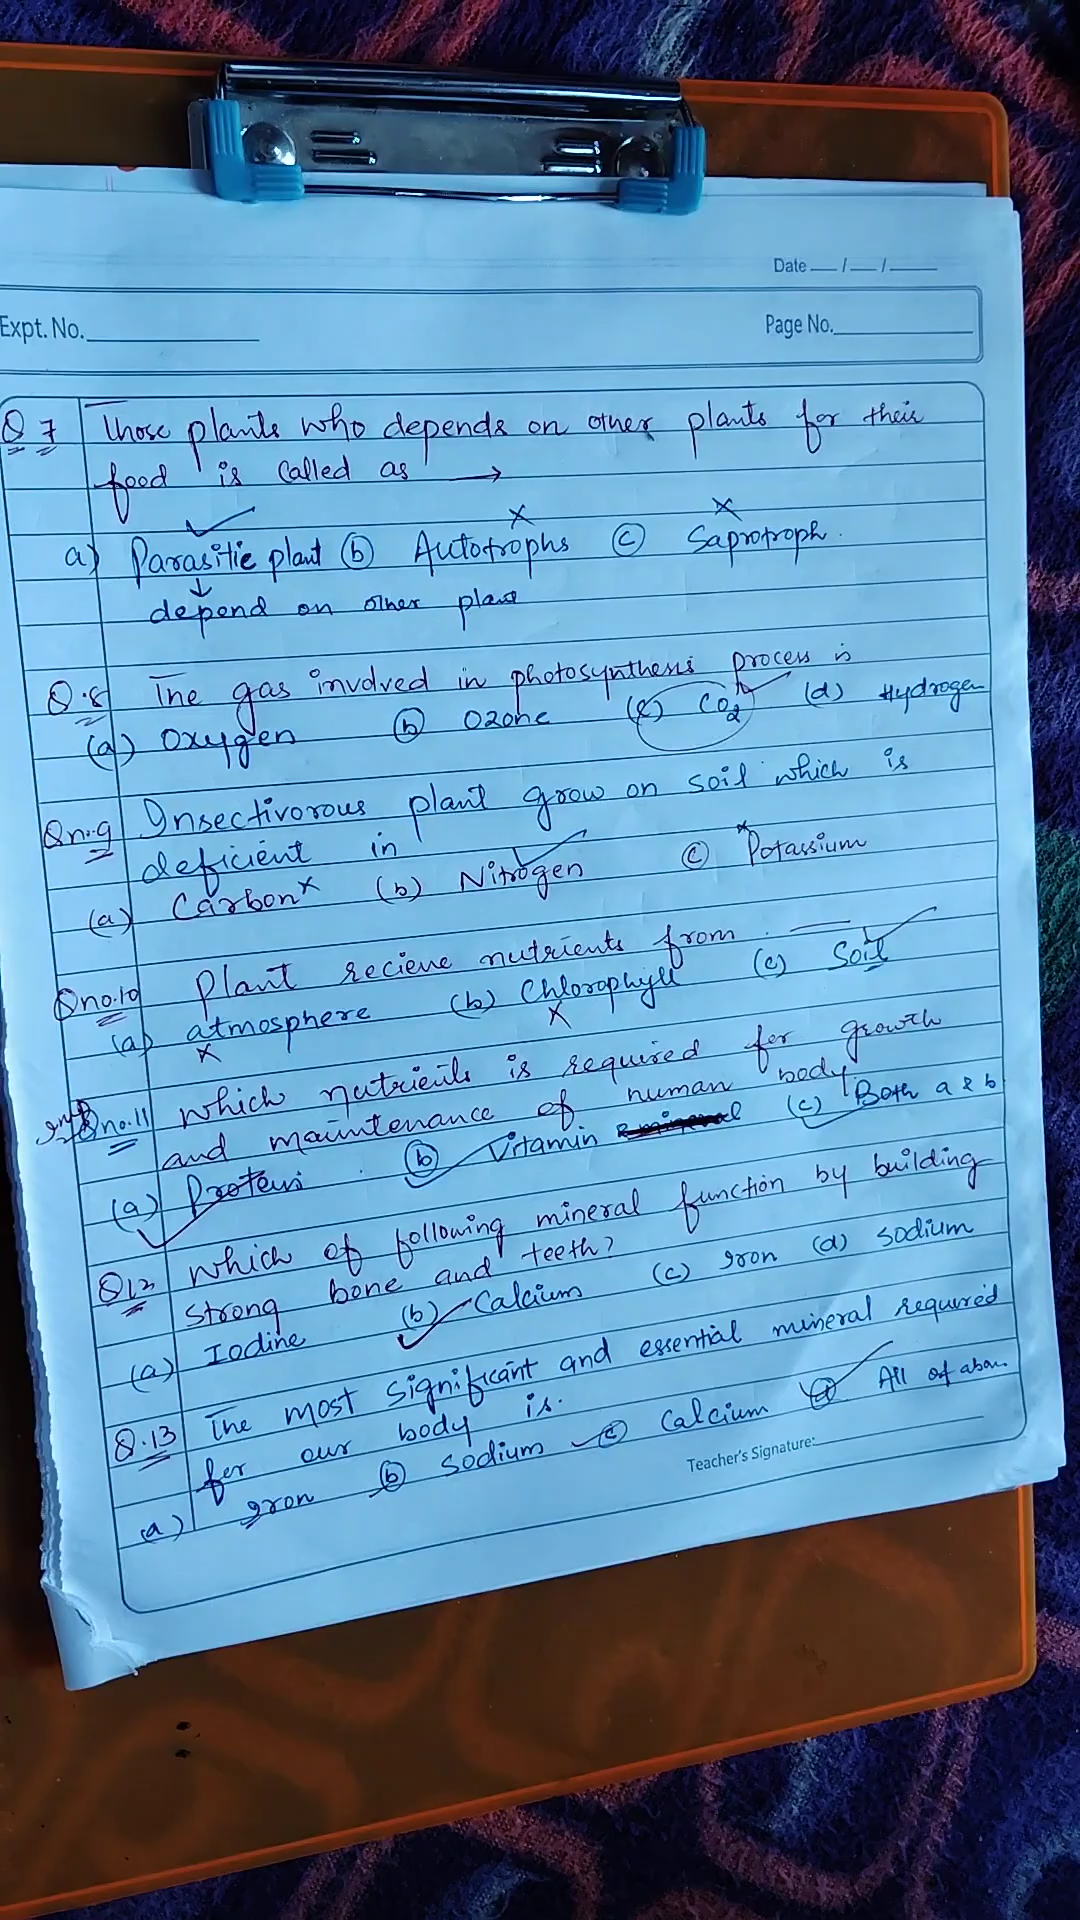 Date __/__/____
Expt. No.
Page No.
Q 7 Those plants who depends on other plants for their
food is called as →
a) Parasitic plant (b) Autotrophs (c) Saprotroph.
depend on other plant
Q.8 The gas involved in photosynthesis process is
(a) Oxygen (b) Ozone (c) CO2 (d) Hydrogen
Qn.9 Insectivorous plant grow on soil which is
deficient in
(a) Carbon (b) Nitrogen (c) Potassium
Qno.10 Plant recieve nutrients from
(a) atmosphere (b) Chlorophyll (c) Soil
Qno.11 which nutrients is required for growth
and maintenance of human body
(a) Protein (b) Vitamin (c) Both a & b
Q12 which of following mineral function by building
strong bone and teeth?
(a) Iodine (b) Calcium (c) Iron (d) sodium
Q.13 The most significant and essential mineral required
for our body is.
(a) Iron (b) sodium (c) Calcium (d) All of above
Teacher's Signature: